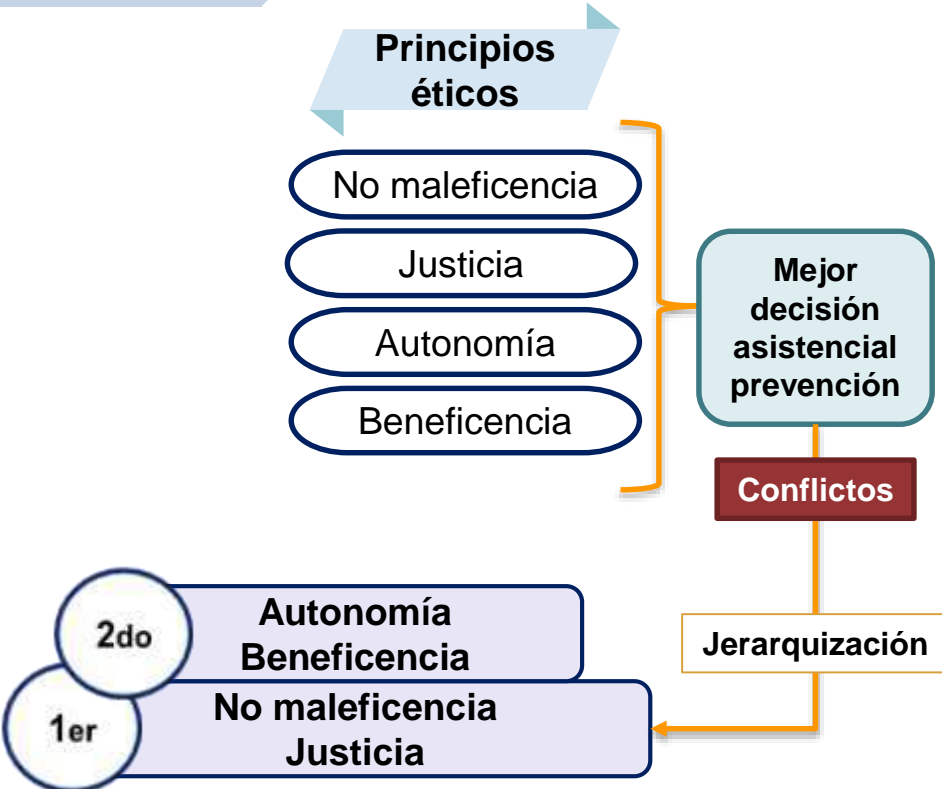 Principios
éticos
No maleficencia
Justicia
Autonomía
Beneficencia
Mejor
decisión
asistencial
prevención
Conflictos
Jerarquización
2do
Autonomía
Beneficencia
1er
No maleficencia
Justicia